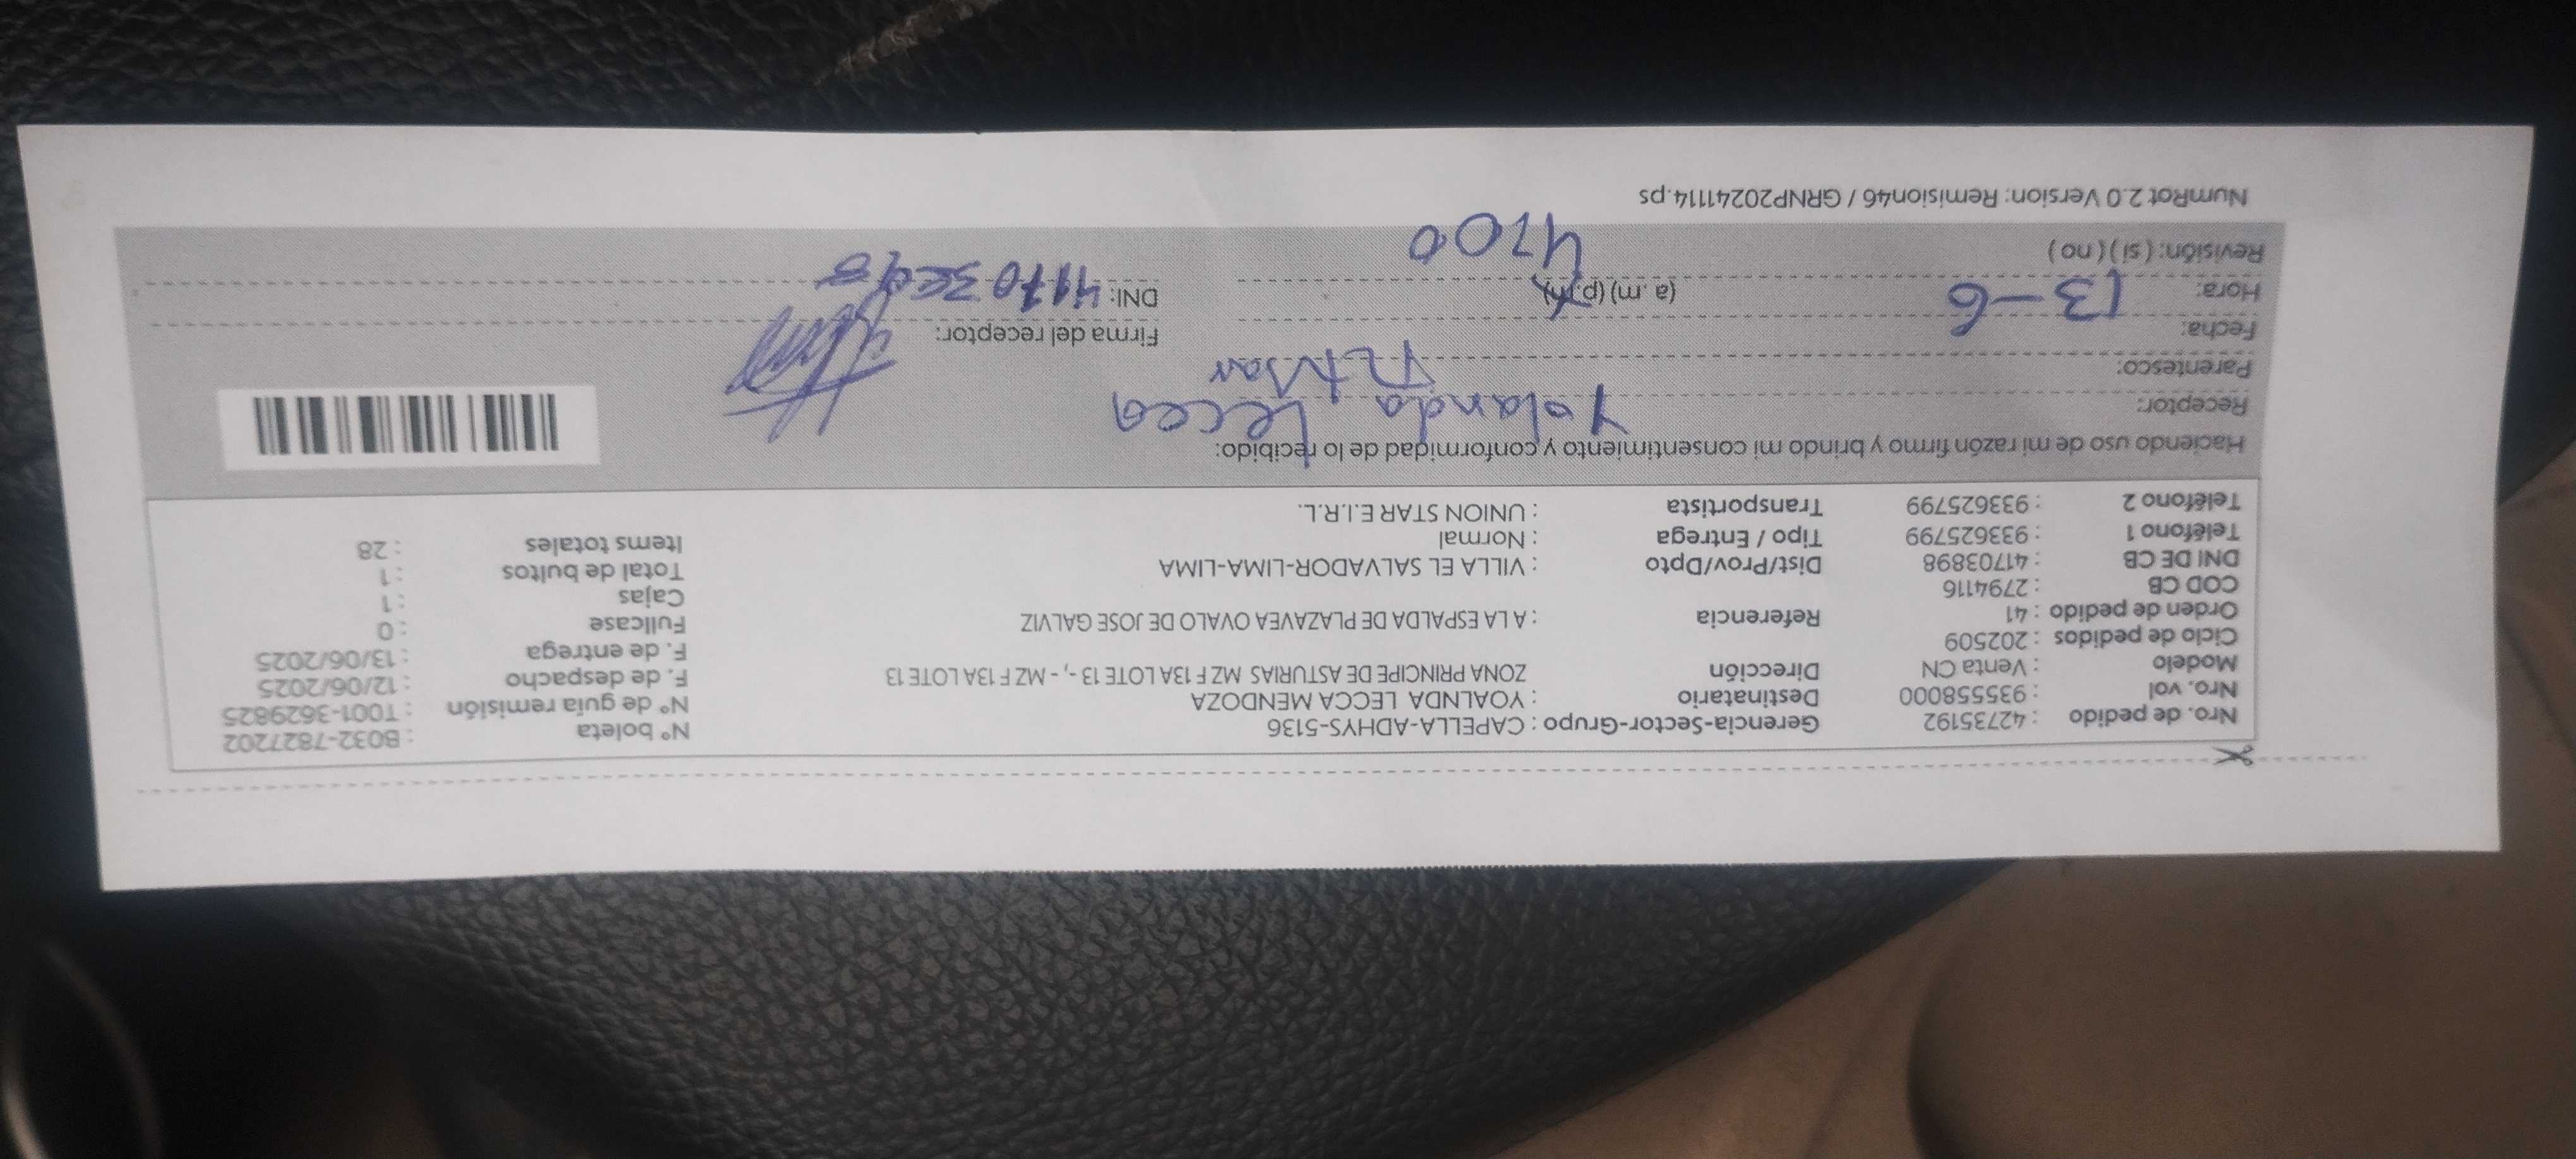 Nro. de pedido : 42735192 Gerencia-Sector-Grupo : CAPELLA-ADHYS-5136 N° boleta : B032-7827202
Nro. vol : 935558000 Destinatario : YOALNDA LECCA MENDOZA N° de guía remisión : T001-3629825
Modelo : Venta CN Dirección ZONA PRINCIPE DE ASTURIAS MZ F 13A LOTE 13 -, - MZ F 13A LOTE 13 F. de despacho : 12/06/2025
Ciclo de pedidos : 202509 F. de entrega : 13/06/2025
Orden de pedido : 41 Referencia : A LA ESPALDA DE PLAZAVEA OVALO DE JOSE GALVIZ Fullcase : 0
COD CB : 2794116 Cajas : 1
DNI DE CB : 41703898 Dist/Prov/Dpto : VILLA EL SALVADOR-LIMA-LIMA Total de bultos : 1
Teléfono 1 : 933625799 Tipo / Entrega : Normal Items totales : 28
Teléfono 2 : 933625799 Transportista : UNION STAR E.I.R.L.
Haciendo uso de mi razón firmo y brindo mi consentimiento y conformidad de lo recibido:
Receptor: Yolanda Lecca
Parentesco:
Fecha: 13-6 Firma del receptor:
Hora: (a. m) (p.m) DNI:
Revisión: ( si ) ( no )
NumRot 2.0 Version: Remision46 / GRNP20241114.ps